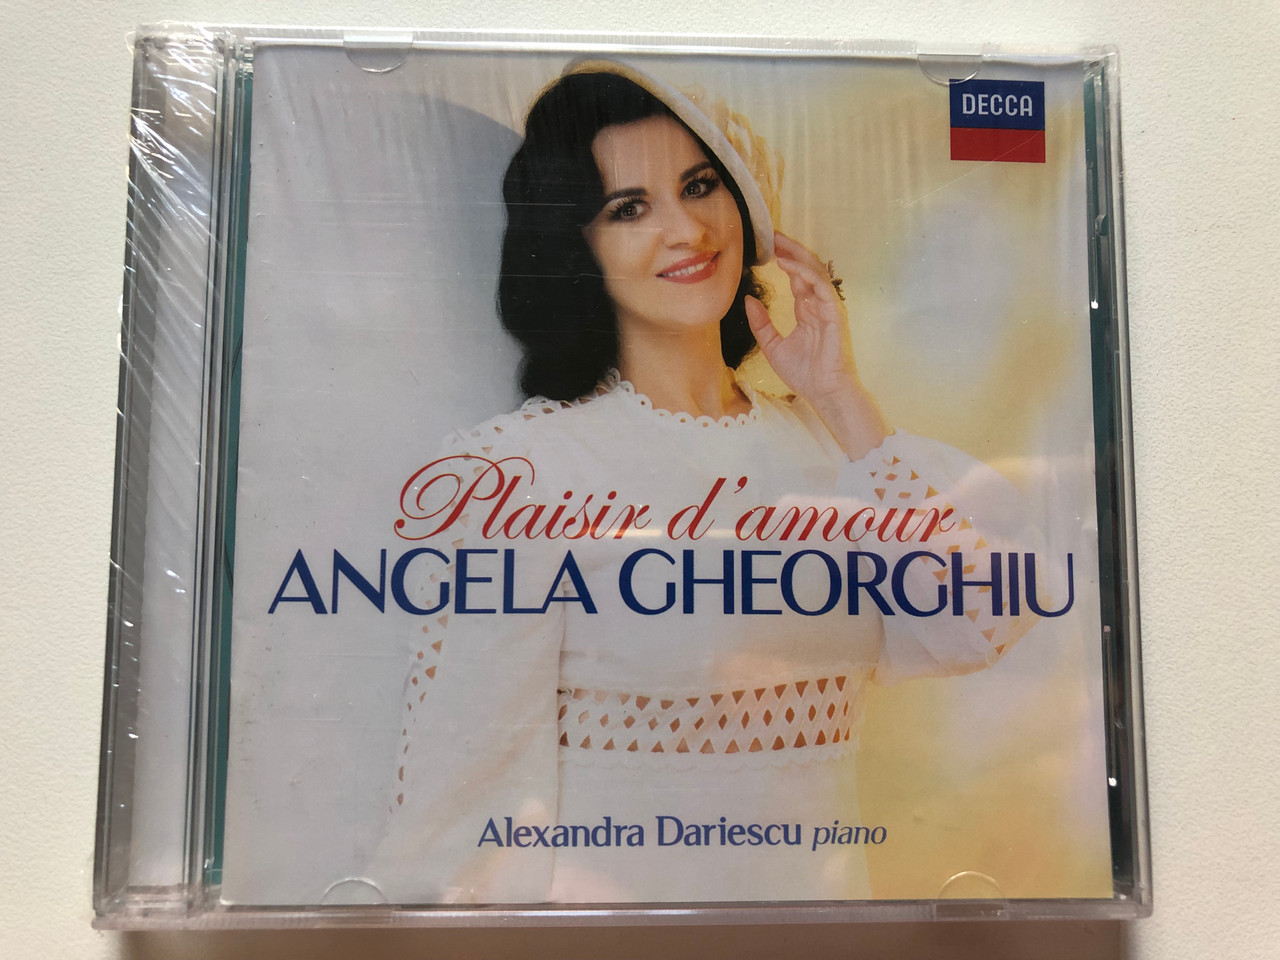 DECCA
Plaisir d'amour
ANGELA GHEORGHIU
Alexandra Dariescu piano